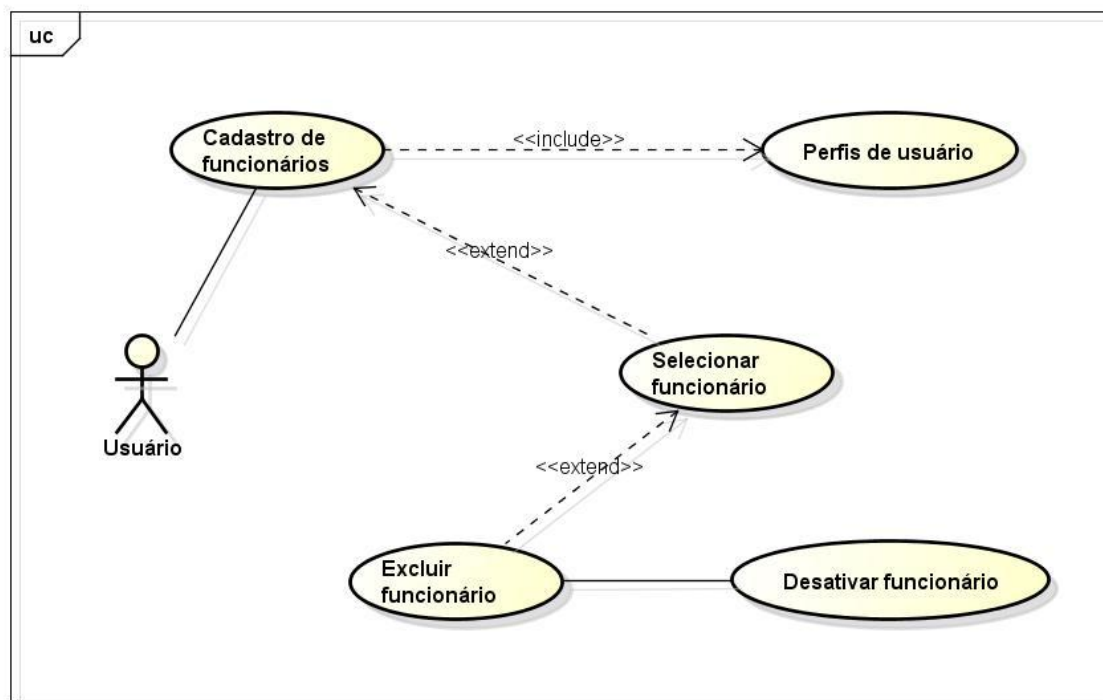 uc
Cadastro de
funcionários
<<include>>
Perfis de usuário
<<extend>>
Selecionar
funcionário
Usuário
<<extend>>
Excluir
funcionário
Desativar funcionário